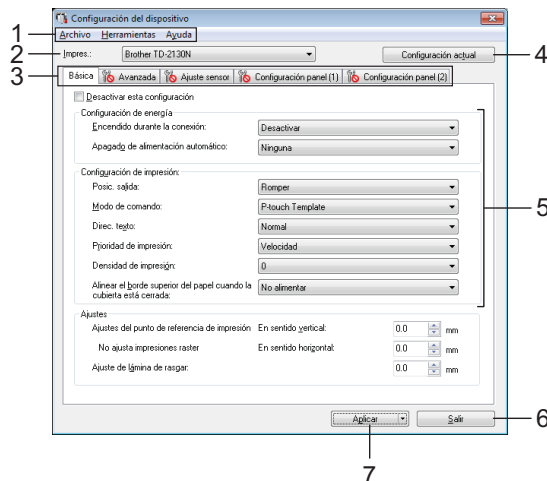 Configuración del dispositivo
1 Archivo Herramientas Ayuda
2 Impres.: Brother TD-2130N Configuración actual 4
3 Básica Avanzada Ajuste sensor Configuración panel (1) Configuración panel (2)
Desactivar esta configuración
Configuración de energía
Encendido durante la conexión: Desactivar
Apagado de alimentación automático: Ninguna
Configuración de impresión:
Posic. salida: Romper
Modo de comando: P-touch Template 5
Direc. texto: Normal
Prioridad de impresión: Velocidad
Densidad de impresión: 0
Alinear el borde superior del papel cuando la
cubierta está cerrada: No alimentar
Ajustes
Ajustes del punto de referencia de impresión En sentido vertical: 0.0 mm
No ajusta impresiones raster En sentido horizontal: 0.0 mm
Ajuste de lámina de rasgar: 0.0 mm
Aplicar Salir 6
7